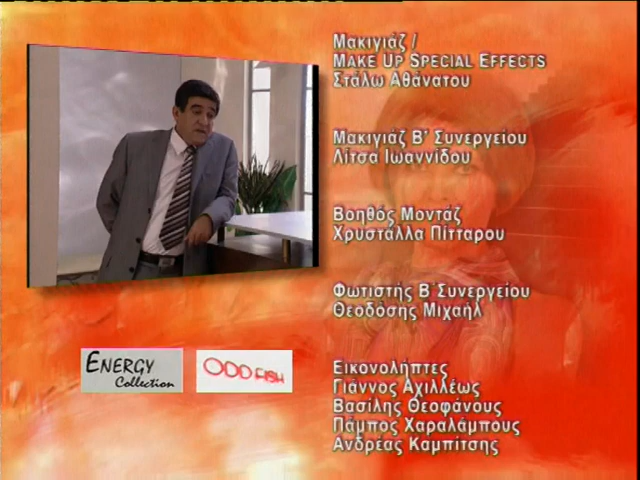 Μακιγιάζ /
MAKE UP SPECIAL EFFECTS
Στάλω Αθάνατου
Μακιγιάζ Β' Συνεργείου
Λίτσα Ιωαννίδου
Βοηθός Μοντάζ
Χρυστάλλα Πίτταρου
Φωτιστής Β Συνεργείου
Θεοδόσης Μιχαήλ
Εικονολήπτες
Γιάννος Αχιλλέως
Βασίλης Θεοφάνους
Πάμπος Χαραλάμπους
Ανδρέας Καμπίτσης
ENERGY
Collection
ODD FISH